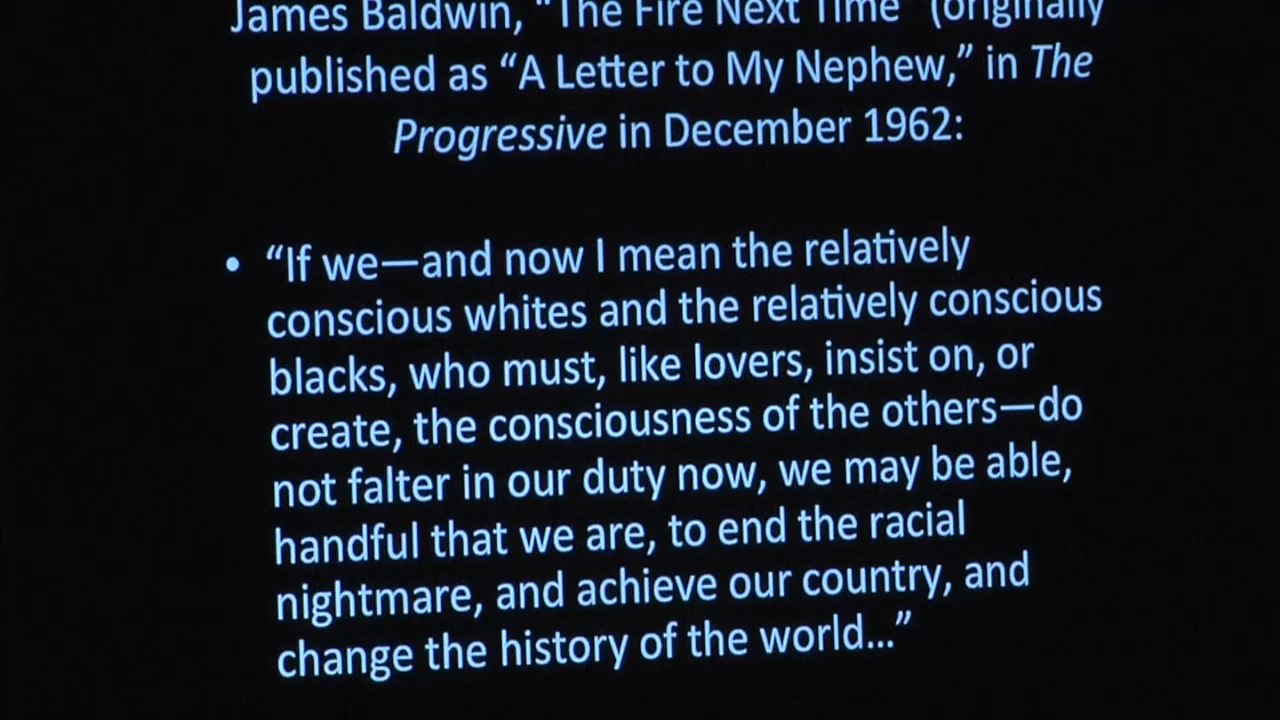 James Baldwin, “The Fire Next Time” (originally
published as “A Letter to My Nephew,” in The
Progressive in December 1962:
• “If we—and now I mean the relatively
conscious whites and the relatively conscious
blacks, who must, like lovers, insist on, or
create, the consciousness of the others—do
not falter in our duty now, we may be able,
handful that we are, to end the racial
nightmare, and achieve our country, and
change the history of the world...”